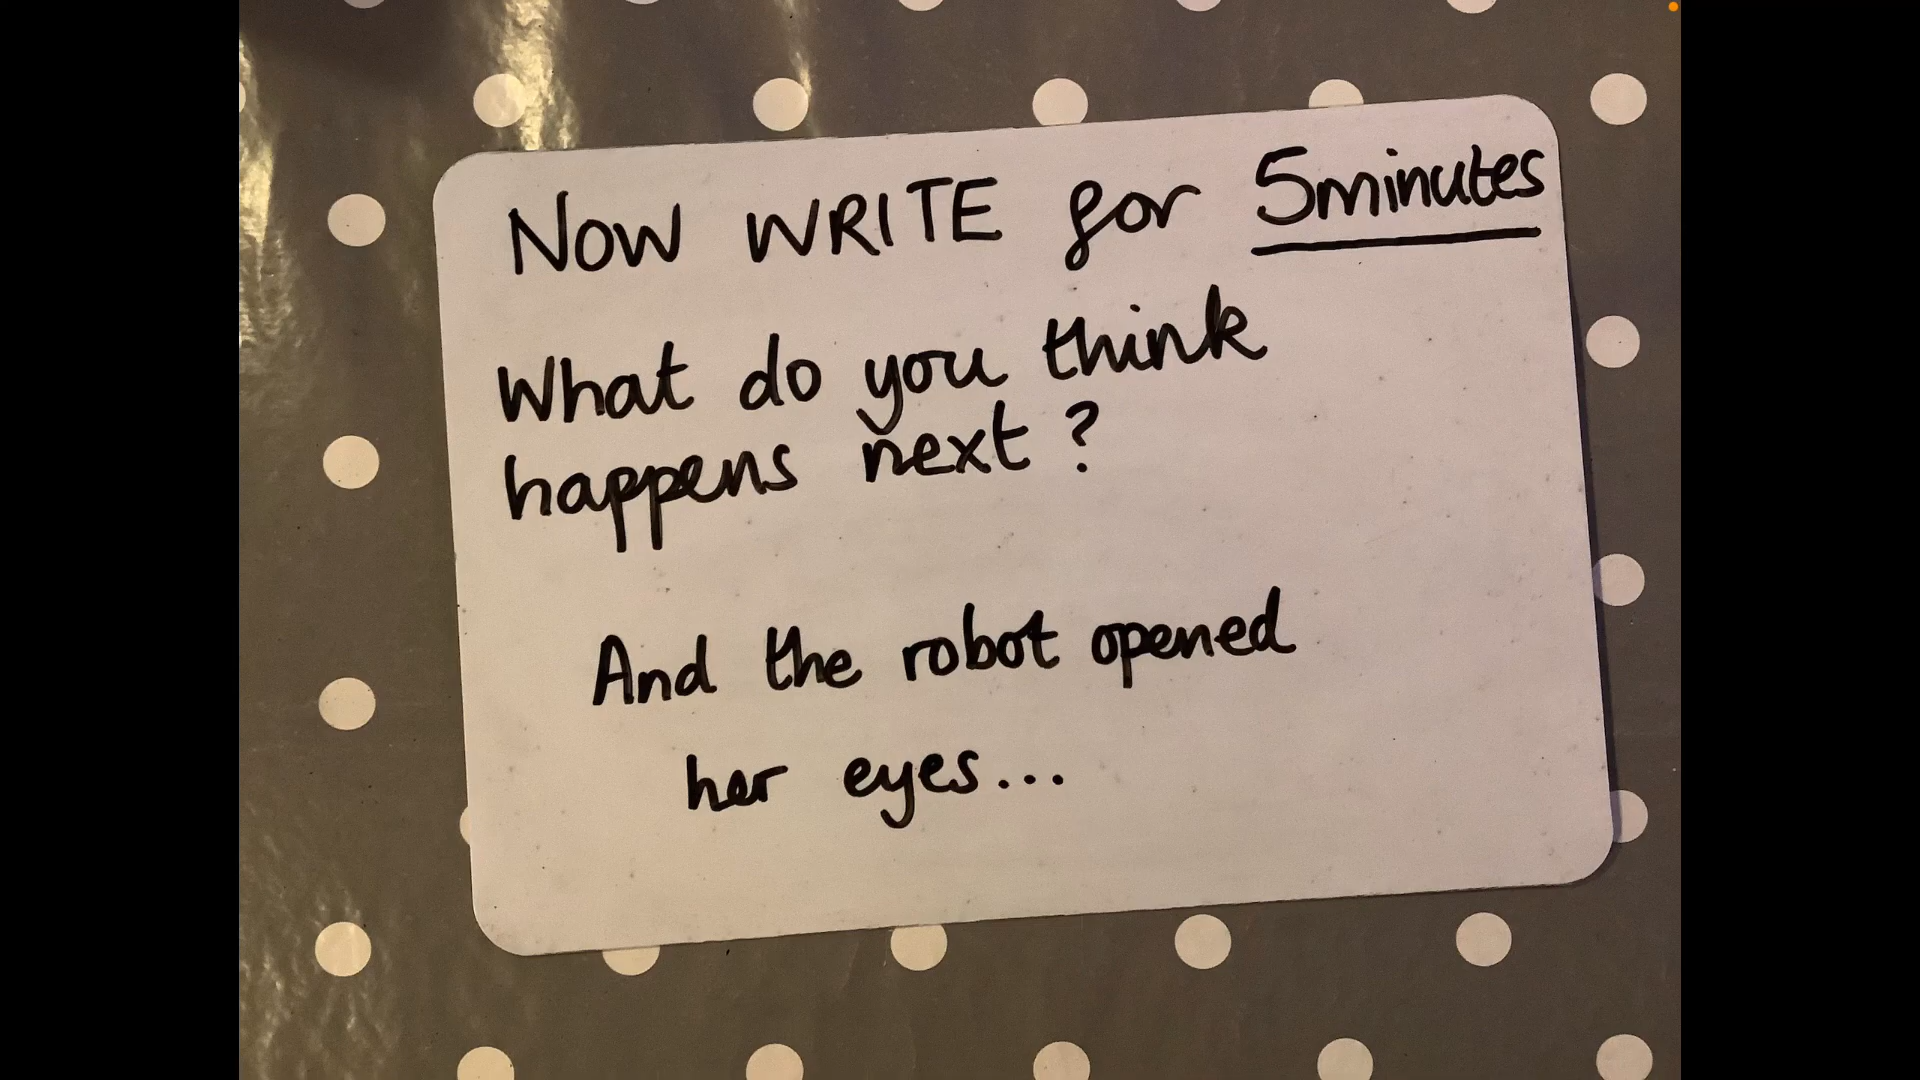 Now WRITE for 5minutes
What do you think
happens next?
And the robot opened
her eyes...